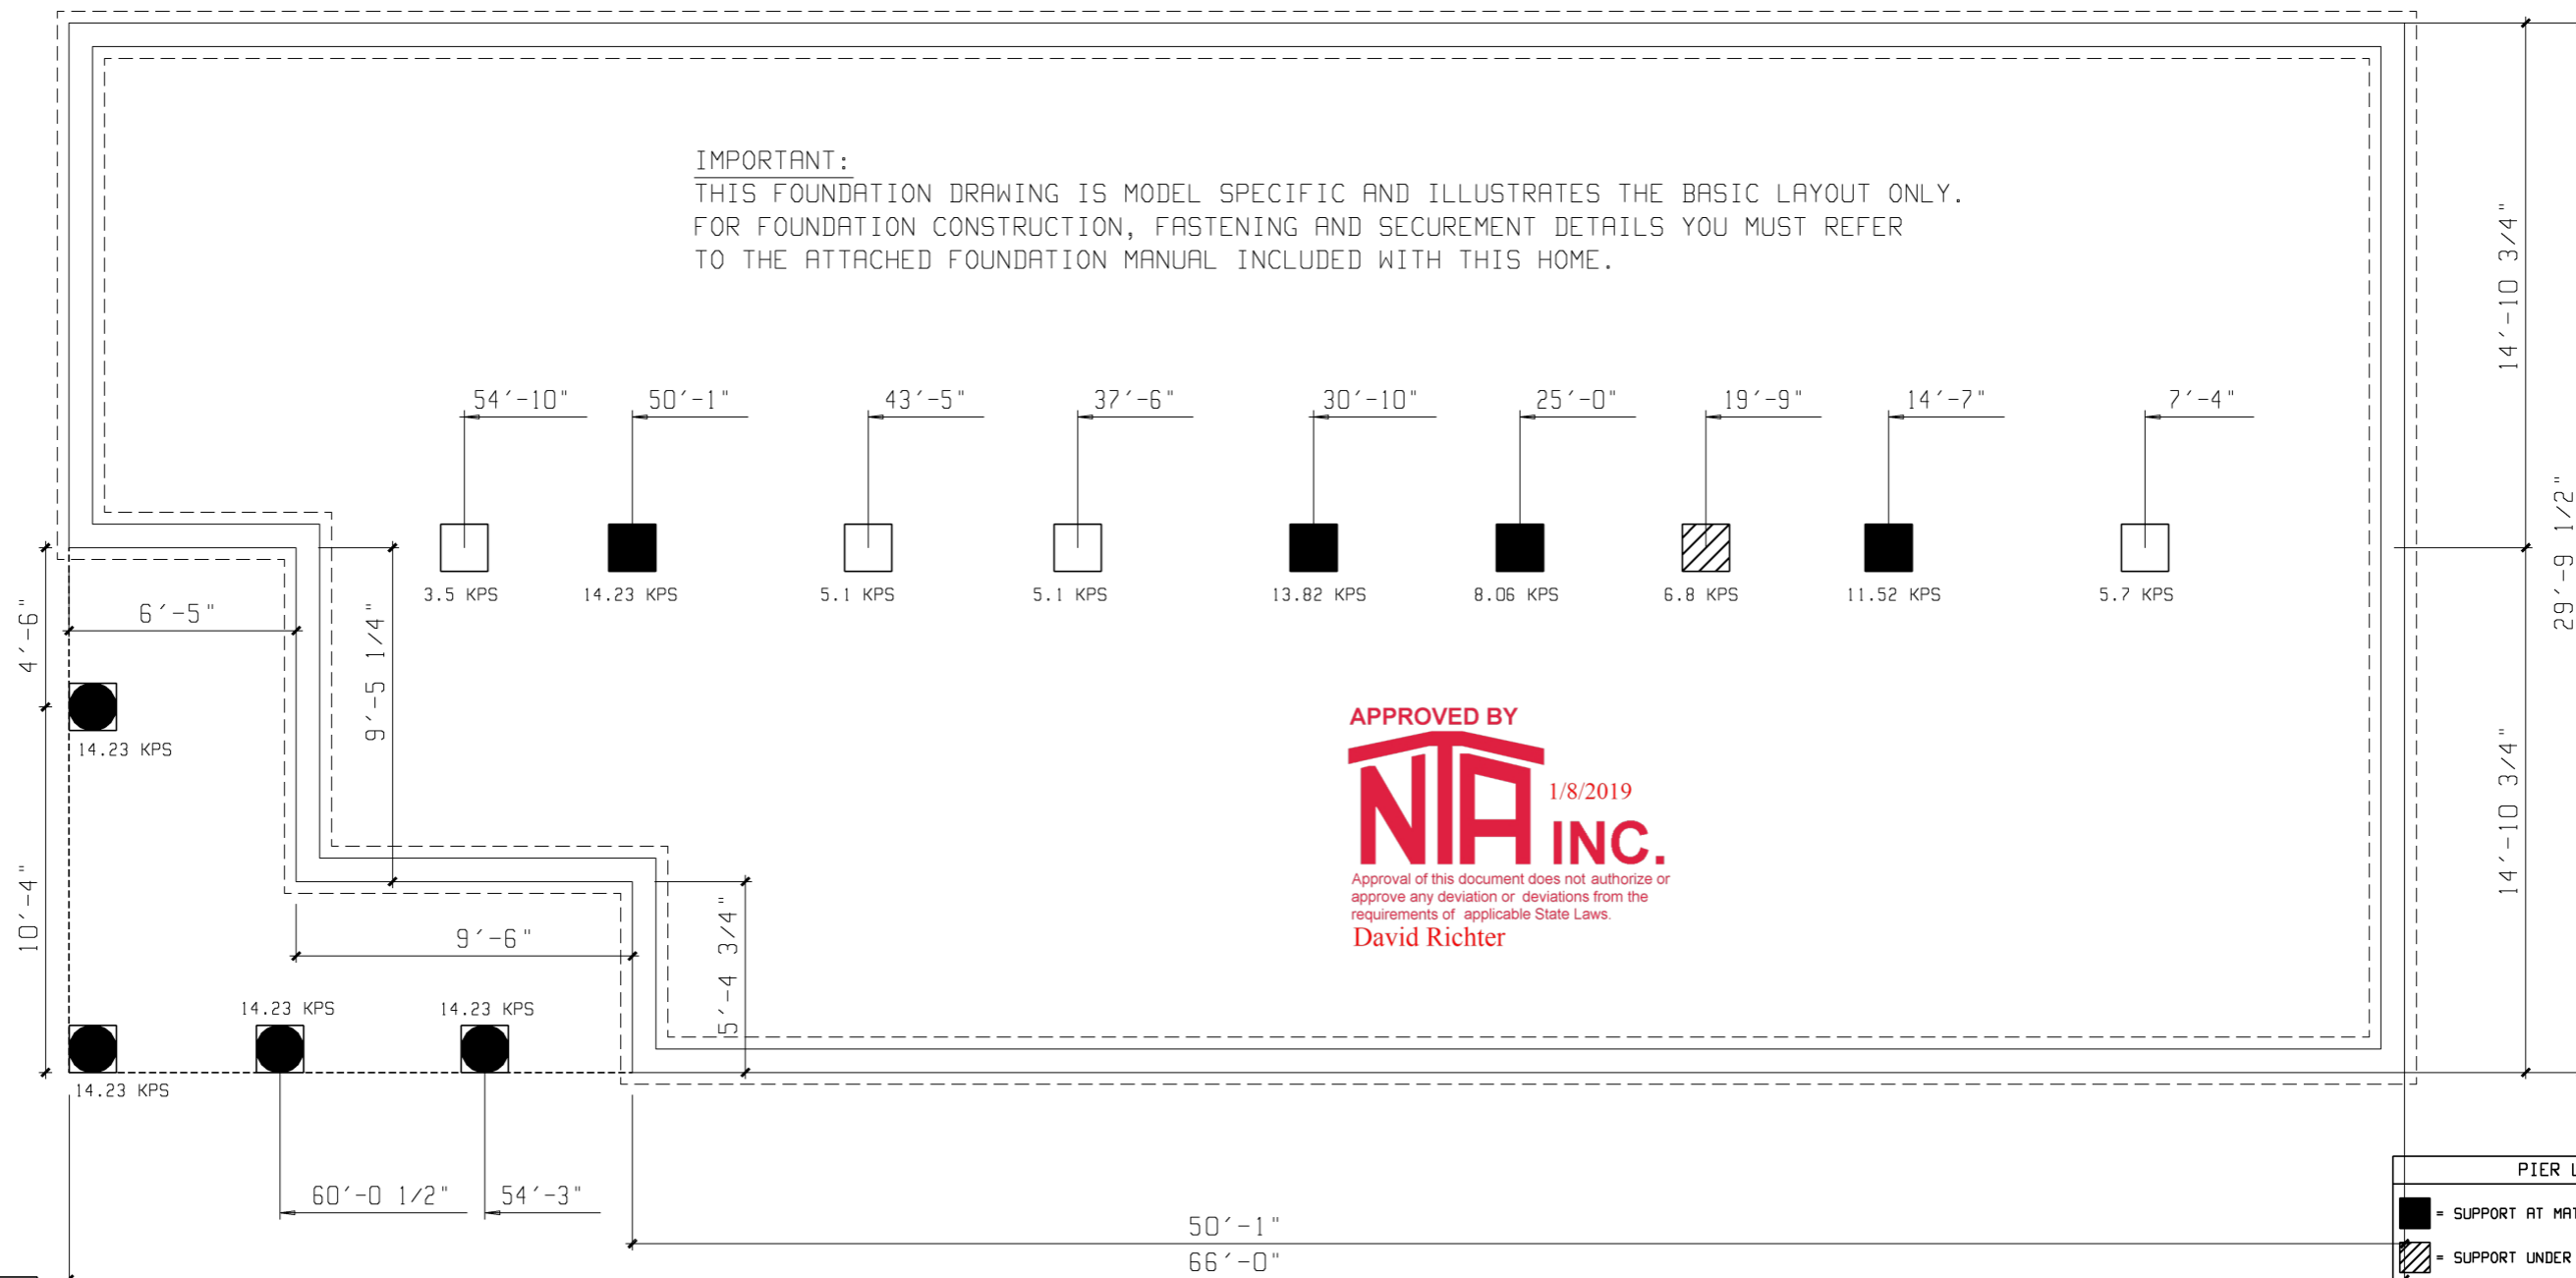 IMPORTANT:
THIS FOUNDATION DRAWING IS MODEL SPECIFIC AND ILLUSTRATES THE BASIC LAYOUT ONLY.
FOR FOUNDATION CONSTRUCTION, FASTENING AND SECUREMENT DETAILS YOU MUST REFER
TO THE ATTACHED FOUNDATION MANUAL INCLUDED WITH THIS HOME.
14'-10 3/4"
29'-9 1/2"
14'-10 3/4"
54'-10" 50'-1" 43'-5" 37'-6" 30'-10" 25'-0" 19'-9" 14'-7" 7'-4"
3.5 KPS 14.23 KPS 5.1 KPS 5.1 KPS 13.82 KPS 8.06 KPS 6.8 KPS 11.52 KPS 5.7 KPS
4'-6"
6'-5"
9'-5 1/4"
14.23 KPS
10'-4"
9'-6"
5'-4 3/4"
14.23 KPS 14.23 KPS
14.23 KPS
APPROVED BY
NTA
1/8/2019
INC.
Approval of this document does not authorize or
approve any deviation or deviations from the
requirements of applicable State Laws.
David Richter
60'-0 1/2" 54'-3"
50'-1"
66'-0"
PIER
= SUPPORT AT
= SUPPORT UNDER